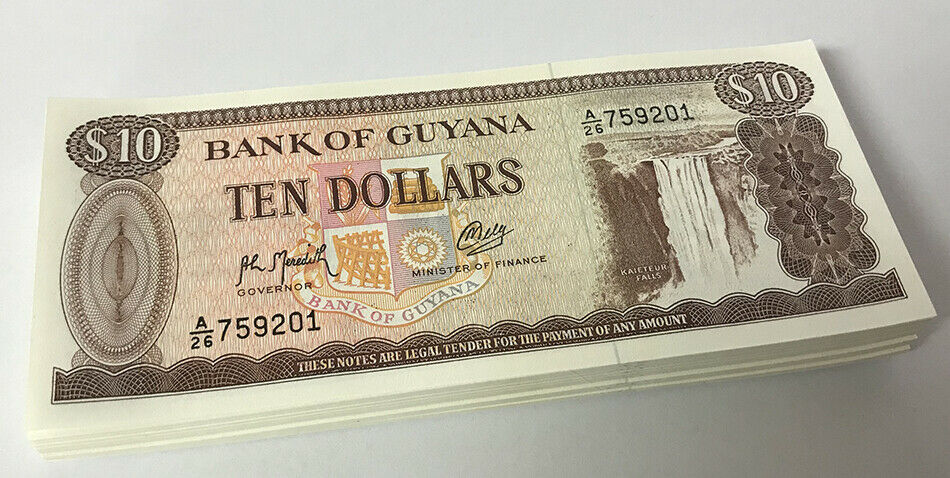 $10
BANK OF GUYANA
A/26 759201
$10
TEN DOLLARS
GOVERNOR
MINISTER OF FINANCE
KAIETEUR
FALLS
BANK OF GUYANA
A/26 759201
THESE NOTES ARE LEGAL TENDER FOR THE PAYMENT OF ANY AMOUNT